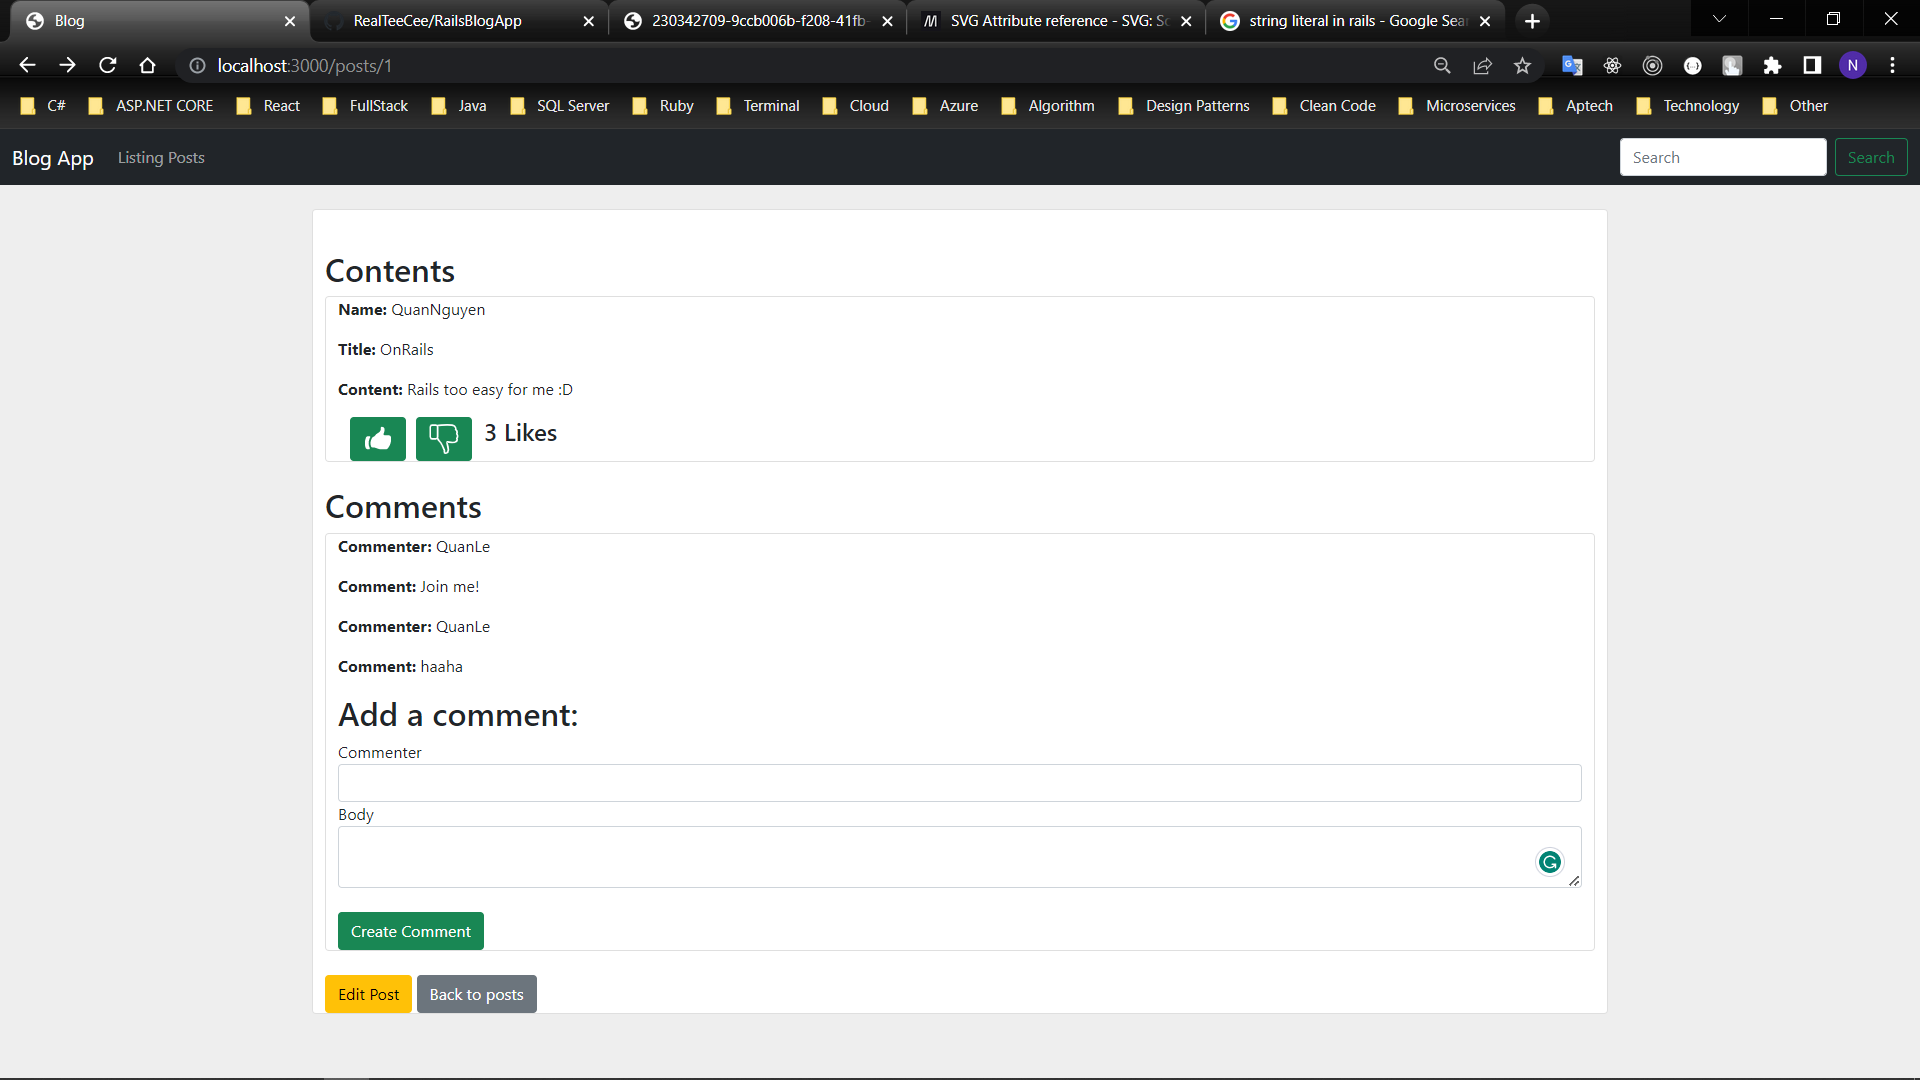 Blog
RealTeeCee/RailsBlogApp
230342709-9ccb006b-f208-41fb-
SVG Attribute reference - SVG: Sc
string literal in rails - Google Sear
localhost:3000/posts/1
N
C#
ASP.NET CORE
React
FullStack
Java
SQL Server
Ruby
Terminal
Cloud
Azure
Algorithm
Design Patterns
Clean Code
Microservices
Aptech
Technology
Other
Blog App
Listing Posts
Search
Search
Contents
Name: QuanNguyen
Title: OnRails
Content: Rails too easy for me :D
3 Likes
Comments
Commenter: QuanLe
Comment: Join me!
Commenter: QuanLe
Comment: haaha
Add a comment:
Commenter
Body
Create Comment
Edit Post
Back to posts